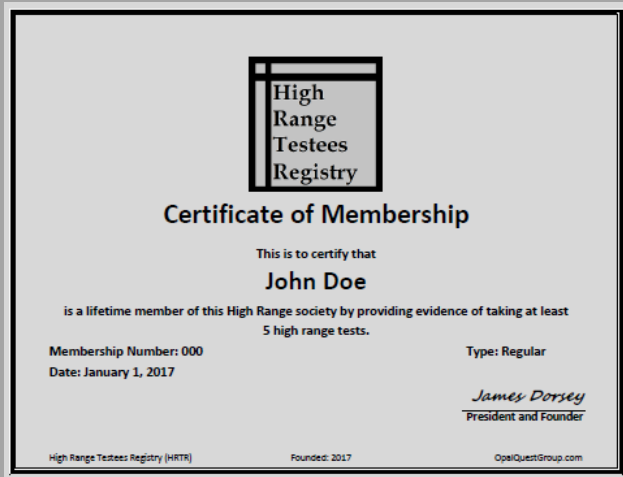 High
Range
Testees
Registry
Certificate of Membership
This is to certify that
John Doe
is a lifetime member of this High Range society by providing evidence of taking at least
5 high range tests.
Membership Number: 000
Type: Regular
Date: January 1, 2017
James Dorsey
President and Founder
High Range Testees Registry (HRTR)
Founded: 2017
OpalQuestGroup.com